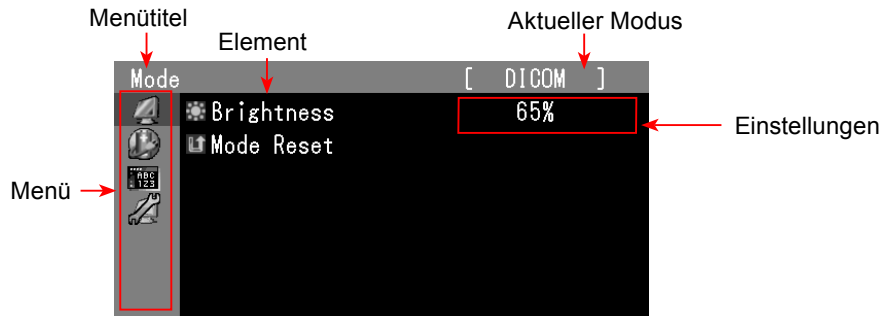 Menütitel
Element
Aktueller Modus
Mode [ DICOM ]
Brightness 65%
Einstellungen
Mode Reset
ABC
123
Menü